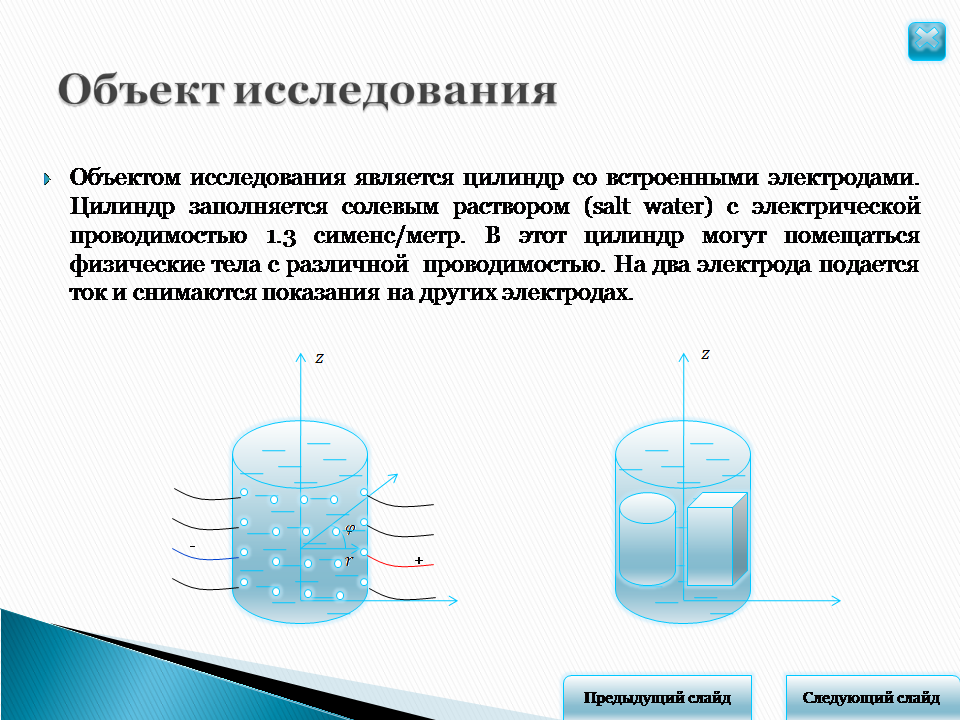 Объект исследования
Объектом исследования является цилиндр со встроенными электродами.
Цилиндр заполняется солевым раствором (salt water) с электрической
проводимостью 1.3 сименс/метр. В этот цилиндр могут помещаться
физические тела с различной проводимостью. На два электрода подается
ток и снимаются показания на других электродах.
z
z
φ
-
r
+
Предыдущий слайд
Следующий слайд